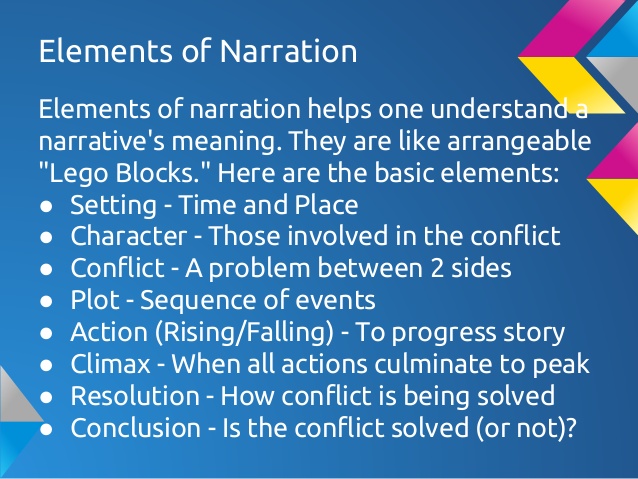 Elements of Narration
Elements of narration helps one understand a
narrative's meaning. They are like arrangeable
"Lego Blocks." Here are the basic elements:
● Setting - Time and Place
● Character - Those involved in the conflict
● Conflict - A problem between 2 sides
● Plot - Sequence of events
● Action (Rising/Falling) - To progress story
● Climax - When all actions culminate to peak
● Resolution - How conflict is being solved
● Conclusion - Is the conflict solved (or not)?